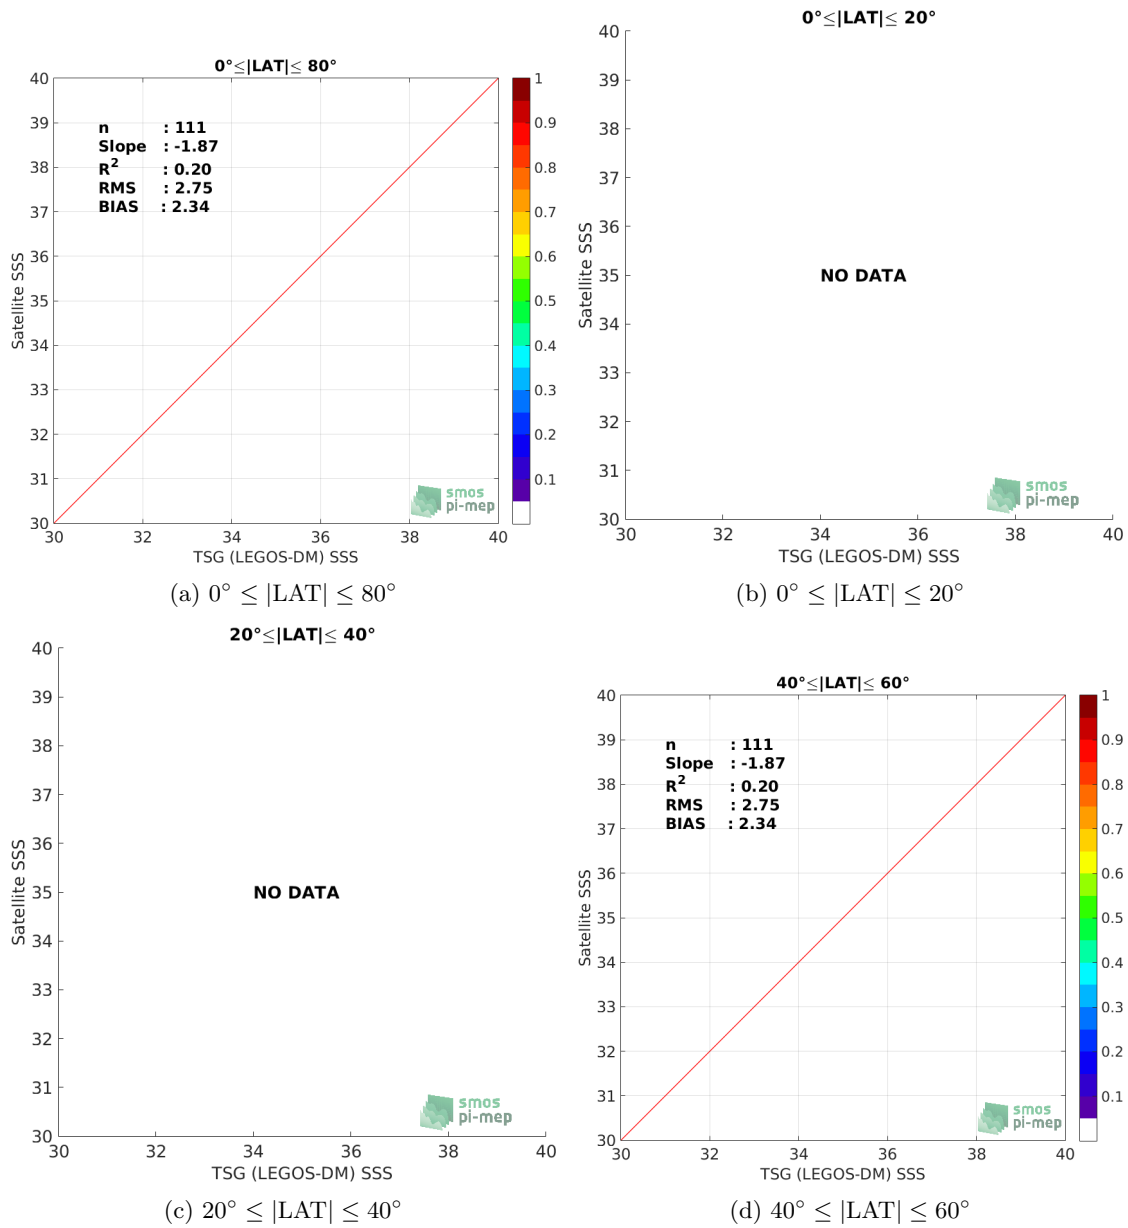 0°≤|LAT|≤ 80°
40
39
38
37
36
35
34
33
32
31
30
n : 111
Slope : -1.87
R² : 0.20
RMS : 2.75
BIAS : 2.34
Satellite SSS
30 32 34 36 38 40
TSG (LEGOS-DM) SSS
smos
pi-mep
1
0.9
0.8
0.7
0.6
0.5
0.4
0.3
0.2
0.1
(a) 0° ≤ |LAT| ≤ 80°
0°≤|LAT|≤ 20°
40
39
38
37
36
35
34
33
32
31
30
NO DATA
Satellite SSS
30 32 34 36 38 40
TSG (LEGOS-DM) SSS
smos
pi-mep
(b) 0° ≤ |LAT| ≤ 20°
20°≤|LAT|≤ 40°
40
39
38
37
36
35
34
33
32
31
30
NO DATA
Satellite SSS
30 32 34 36 38 40
TSG (LEGOS-DM) SSS
smos
pi-mep
(c) 20° ≤ |LAT| ≤ 40°
40°≤|LAT|≤ 60°
40
39
38
37
36
35
34
33
32
31
30
n : 111
Slope : -1.87
R² : 0.20
RMS : 2.75
BIAS : 2.34
Satellite SSS
30 32 34 36 38 40
TSG (LEGOS-DM) SSS
smos
pi-mep
1
0.9
0.8
0.7
0.6
0.5
0.4
0.3
0.2
0.1
(d) 40° ≤ |LAT| ≤ 60°